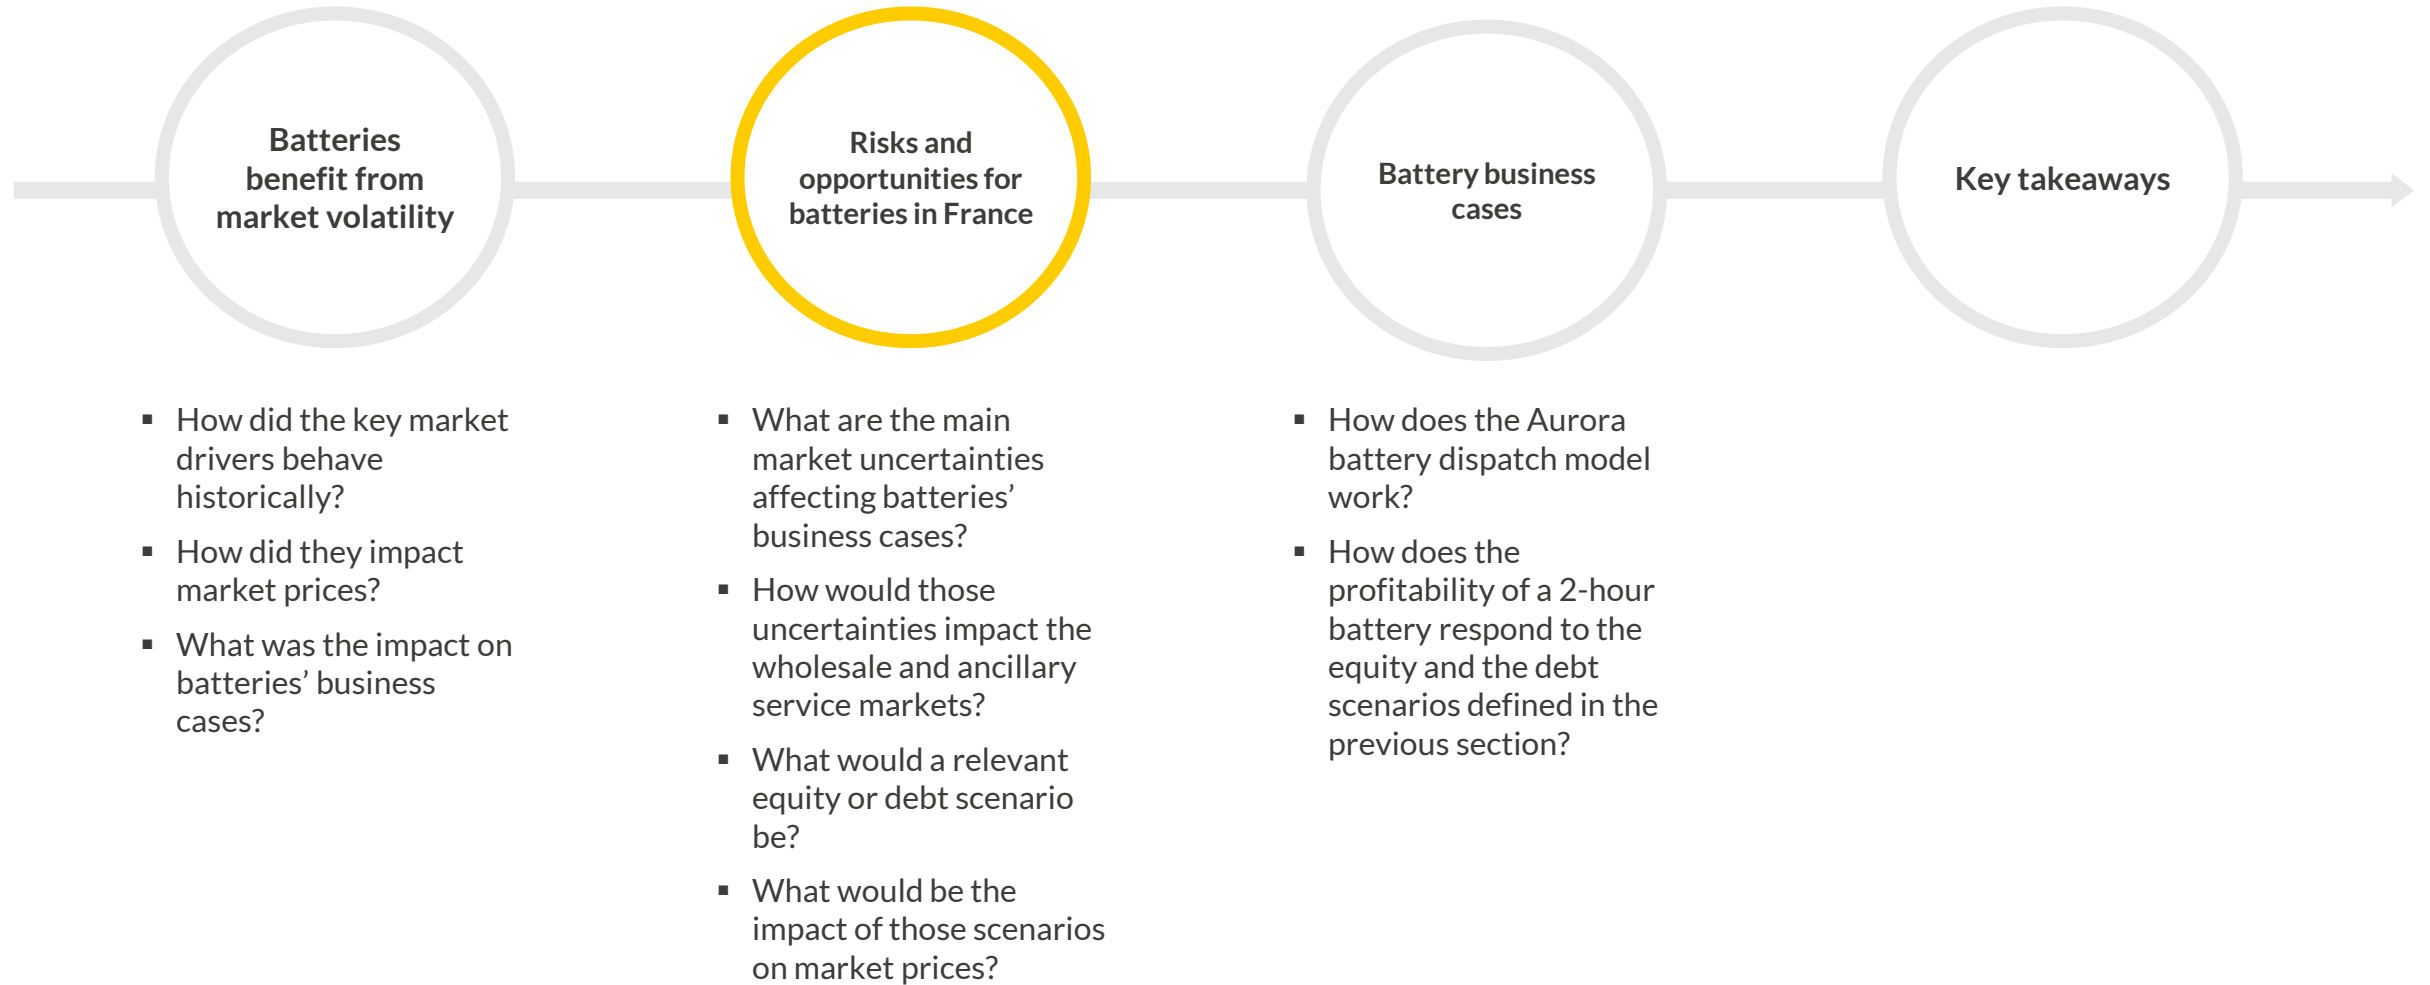 Batteries
benefit from
market volatility
Risks and
opportunities for
batteries in France
Battery business
cases
Key takeaways
▪ How did the key market
drivers behave
historically?
▪ How did they impact
market prices?
▪ What was the impact on
batteries’ business
cases?
▪ What are the main
market uncertainties
affecting batteries’
business cases?
▪ How would those
uncertainties impact the
wholesale and ancillary
service markets?
▪ What would a relevant
equity or debt scenario
be?
▪ What would be the
impact of those scenarios
on market prices?
▪ How does the Aurora
battery dispatch model
work?
▪ How does the
profitability of a 2-hour
battery respond to the
equity and the debt
scenarios defined in the
previous section?